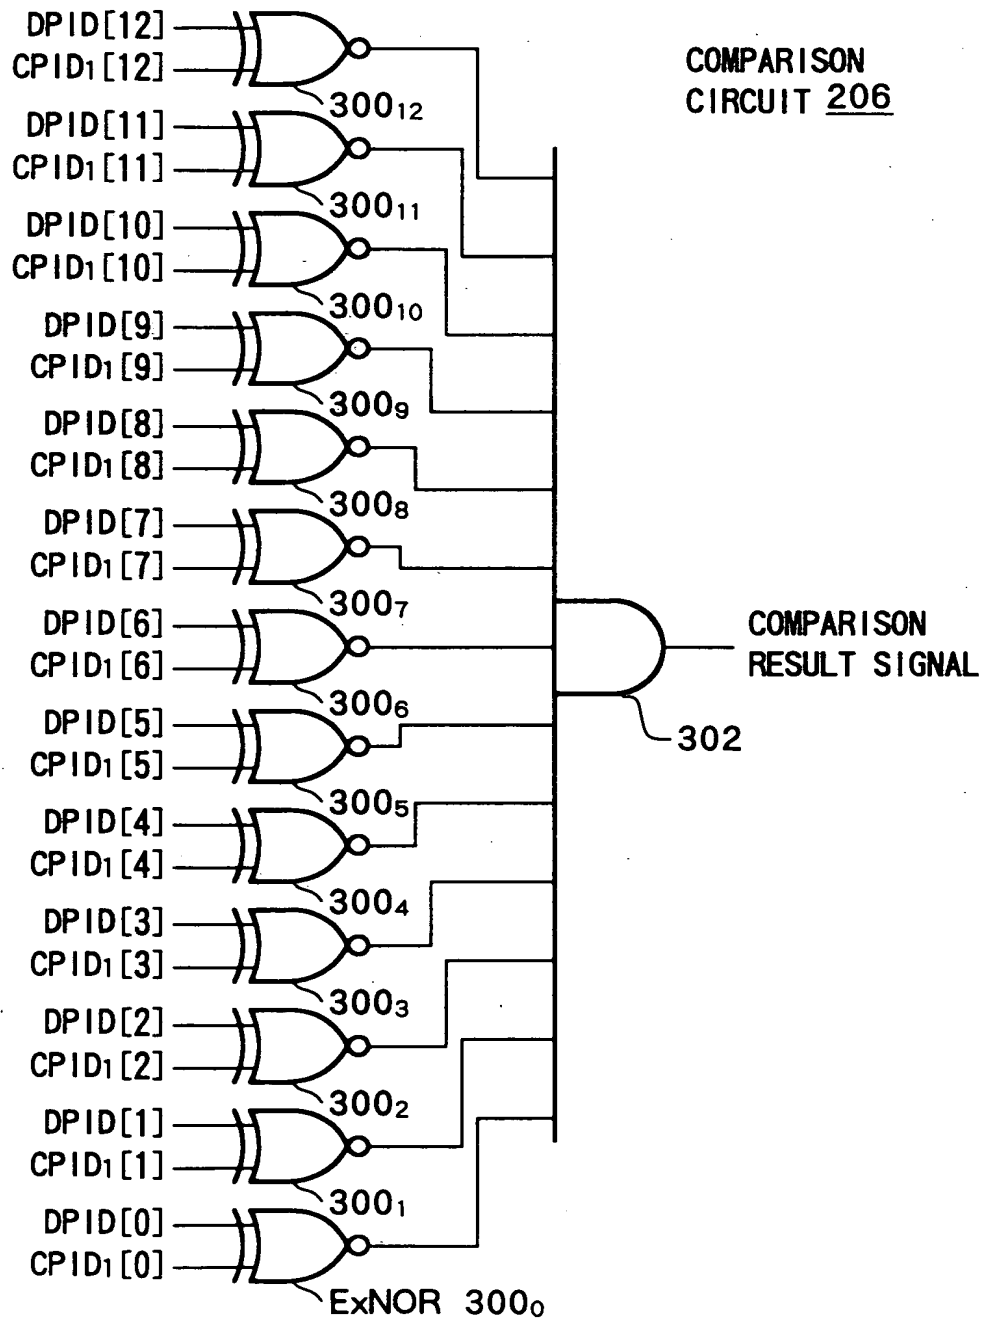 DPID[12]
CPID1[12]
30012
COMPARISON
CIRCUIT 206
DPID[11]
CPID1[11]
30011
DPID[10]
CPID1[10]
30010
DPID[9]
CPID1[9]
3009
DPID[8]
CPID1[8]
3008
DPID[7]
CPID1[7]
3007
DPID[6]
CPID1[6]
3006
COMPARISON
RESULT SIGNAL
302
DPID[5]
CPID1[5]
3005
DPID[4]
CPID1[4]
3004
DPID[3]
CPID1[3]
3003
DPID[2]
CPID1[2]
3002
DPID[1]
CPID1[1]
3001
DPID[0]
CPID1[0]
ExNOR 3000